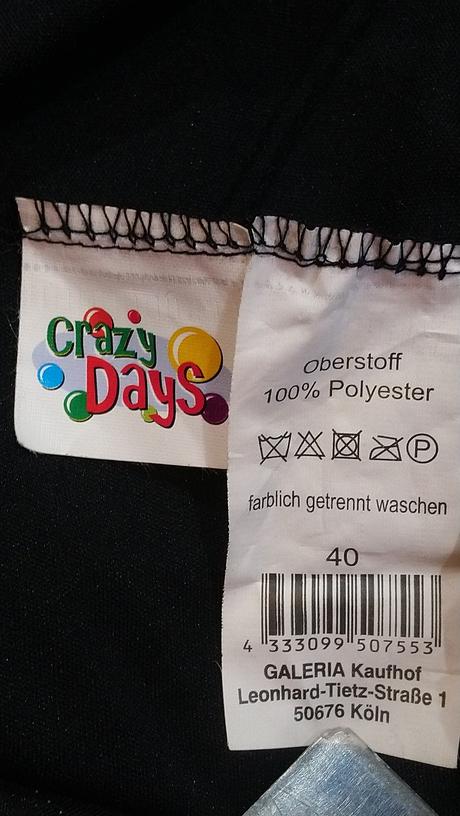 Crazy
Days
Oberstoff
100% Polyester
P
farblich getrennt waschen
40
4 333099 507553
GALERIA Kaufhof
Leonhard-Tietz-Straße 1
50676 Köln